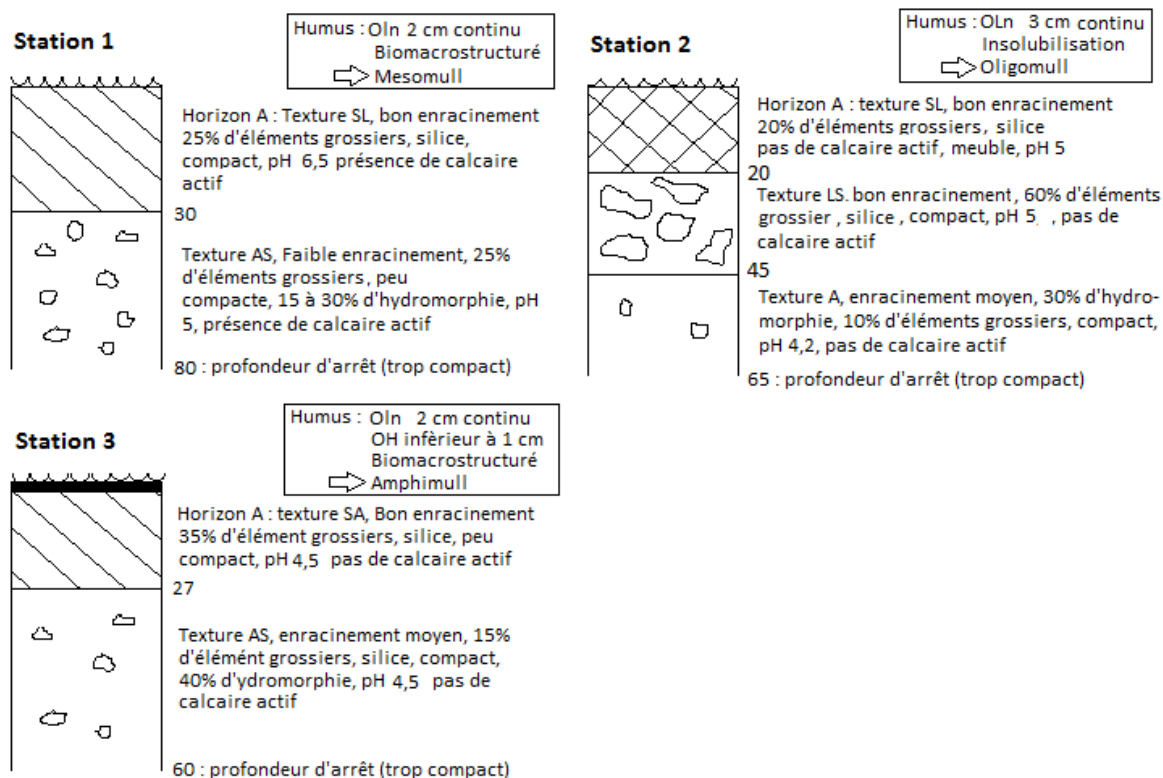 Station 1
Humus : Oln 2 cm continu
Biomacrostructuré
Mesomull
Horizon A : Texture SL, bon enracinement
25% d'éléments grossiers, silice,
compact, pH 6,5 présence de calcaire
actif
30
Texture AS, Faible enracinement, 25%
d'éléments grossiers, peu
compacte, 15 à 30% d'hydromorphie, pH
5, présence de calcaire actif
80 : profondeur d'arrêt (trop compact)
Station 2
Humus : OLn 3 cm continu
Insolubilisation
Oligomull
Horizon A : texture SL, bon enracinement
20% d'éléments grossiers, silice
pas de calcaire actif, meuble, pH 5
20
Texture LS. bon enracinement, 60% d'éléments
grossier , silice , compact, pH 5 , pas de
calcaire actif
45
Texture A, enracinement moyen, 30% d'hydro-
morphie, 10% d'éléments grossiers, compact,
pH 4,2, pas de calcaire actif
65 : profondeur d'arrêt (trop compact)
Station 3
Humus : Oln 2 cm continu
OH infèrieur à 1 cm
Biomacrostructuré
Amphimull
Horizon A : texture SA, Bon enracinement
35% d'élément grossiers, silice, peu
compact, pH 4,5 pas de calcaire actif
27
Texture AS, enracinement moyen, 15%
d'élémént grossiers, silice, compact,
40% d'ydromorphie, pH 4,5 pas de
calcaire actif
60 : profondeur d'arrêt (trop compact)